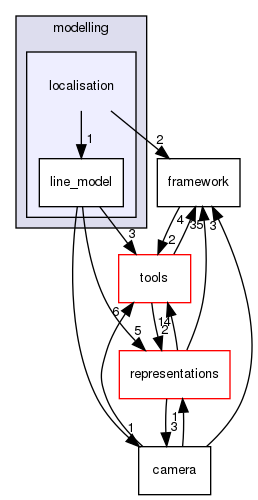 modelling
localisation
1
2
line_model
framework
3
4
35
3
2
tools
6
14
5
2
representations
1
1
3
camera